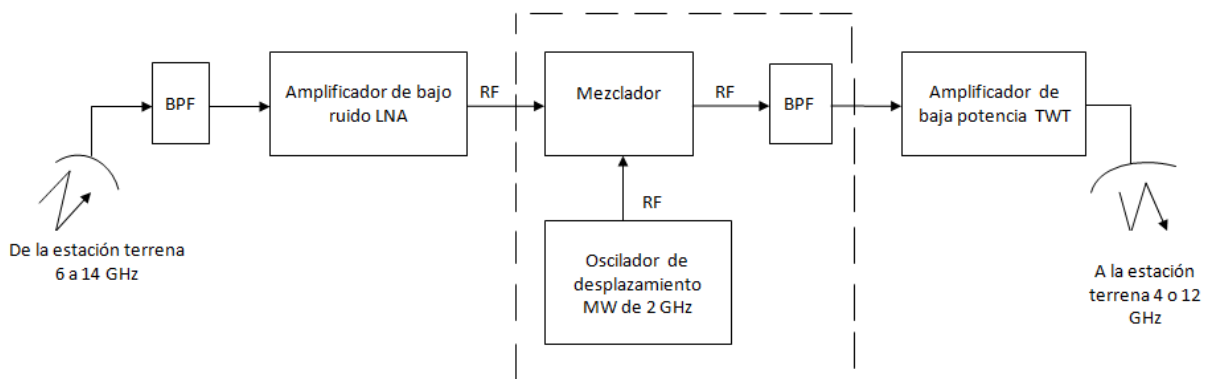 BPF
Amplificador de bajo
ruido LNA
RF
Mezclador
RF
BPF
Amplificador de
baja potencia TWT
RF
Oscilador de
desplazamiento
MW de 2 GHz
De la estación terrena
6 a 14 GHz
A la estación
terrena 4 o 12
GHz